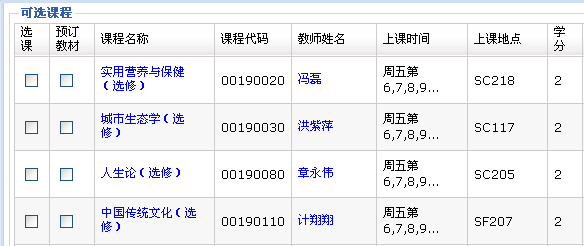 可选课程
选课 预订教材 课程名称 课程代码 教师姓名 上课时间 上课地点 学分
实用营养与保健（选修） 00190020 冯磊 周五第6,7,8,9... SC218 2
城市生态学（选修） 00190030 洪紫萍 周五第6,7,8,9... SC117 2
人生论（选修） 00190080 章永伟 周五第6,7,8,9... SC205 2
中国传统文化（选修） 00190110 计翔翔 周五第6,7,8,9... SF207 2